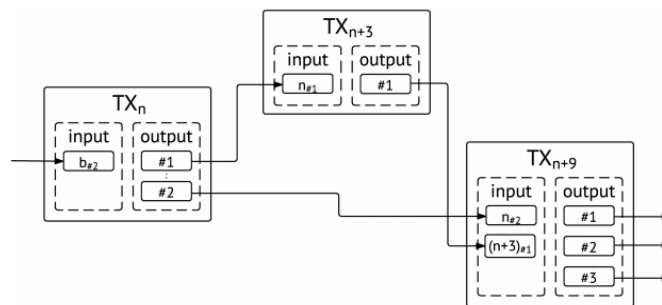 TXn+3
input output
n#1 #1
TXn
input output
b#2 #1
⋮
#2
TXn+9
input output
n#2 #1
(n+3)#1 #2
#3